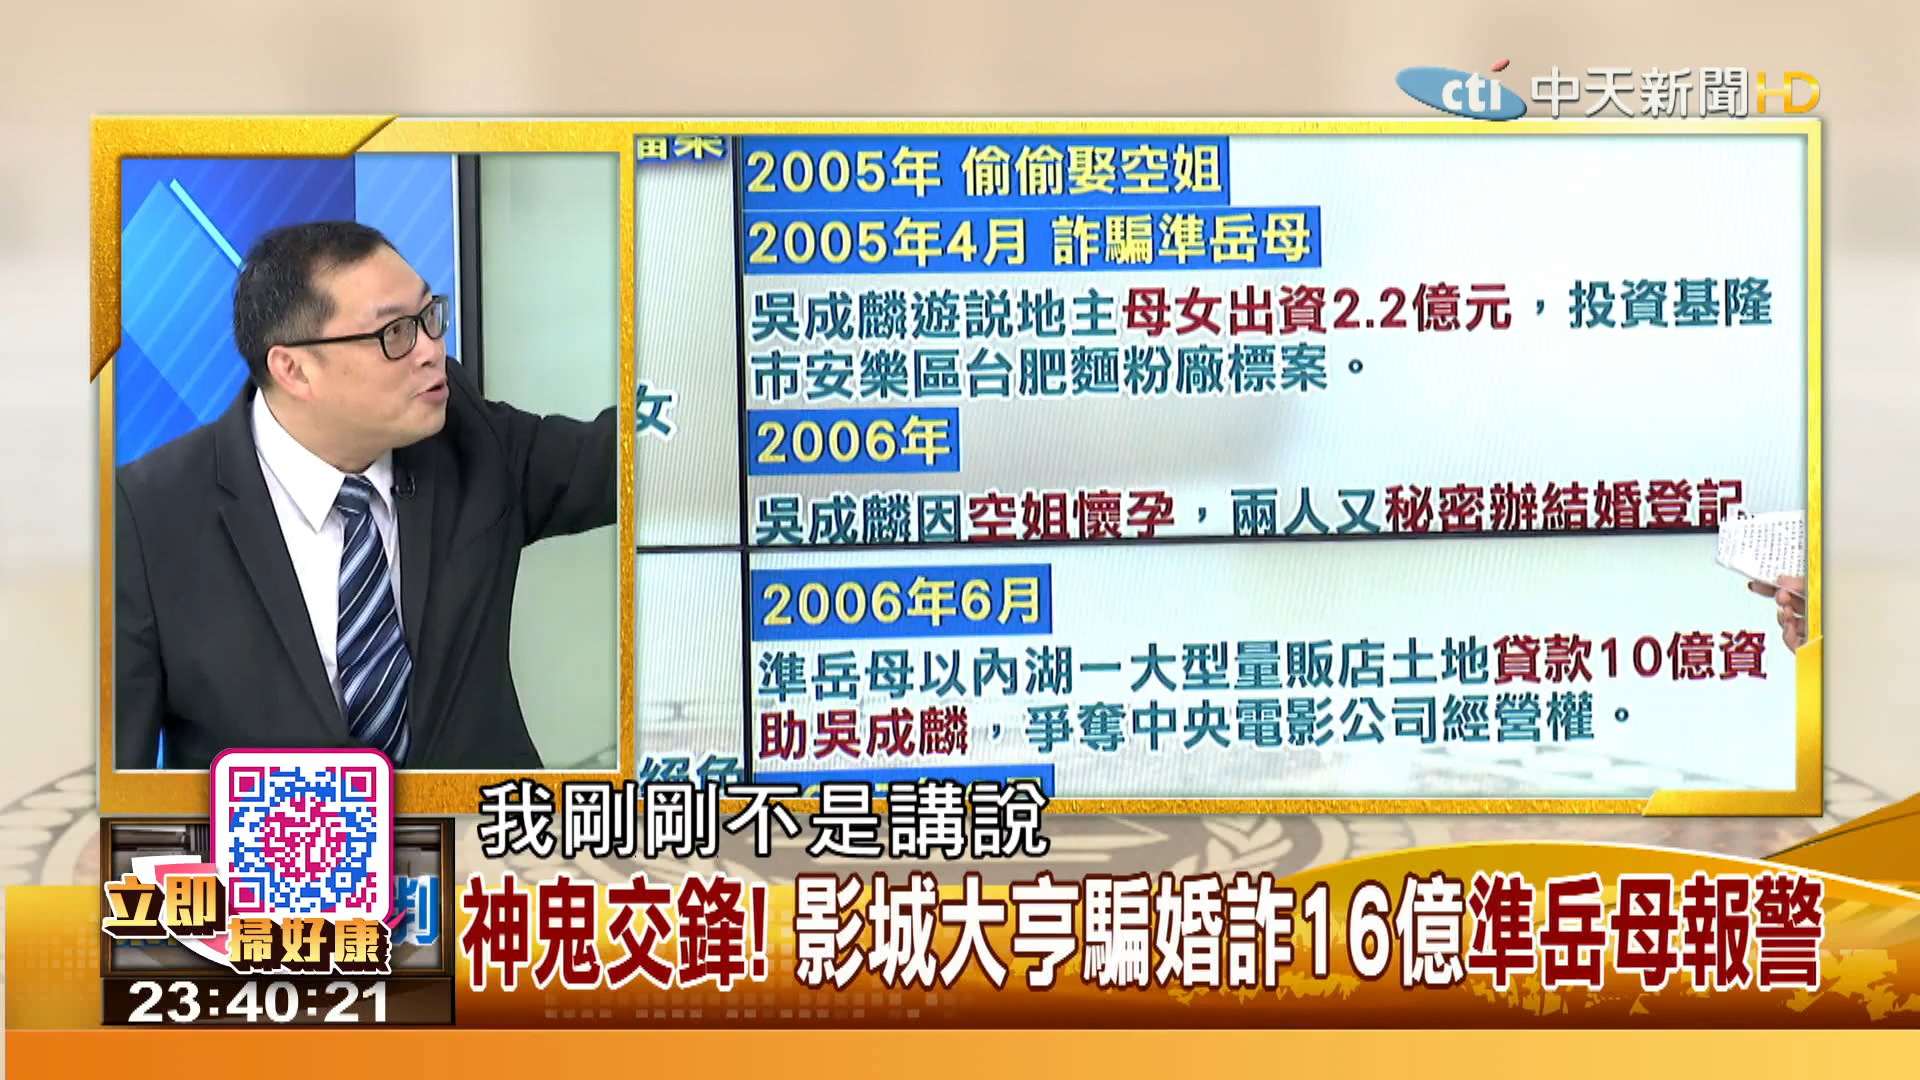 cti 中天新聞HD
2005年 偷偷娶空姐
2005年4月 詐騙準岳母
吳成麟遊説地主母女出資2.2億元，投資基隆
市安樂區台肥麵粉廠標案。
女
2006年
吳成麟因空姐懷孕，兩人又秘密辦結婚登記
2006年6月
準岳母以內湖一大型量販店土地貸款10億資
助吳成麟，爭奪中央電影公司經營權。
我剛剛不是講說
立即
掃好康
判
神鬼交鋒! 影城大亨騙婚詐16億準岳母報警
23:40:21